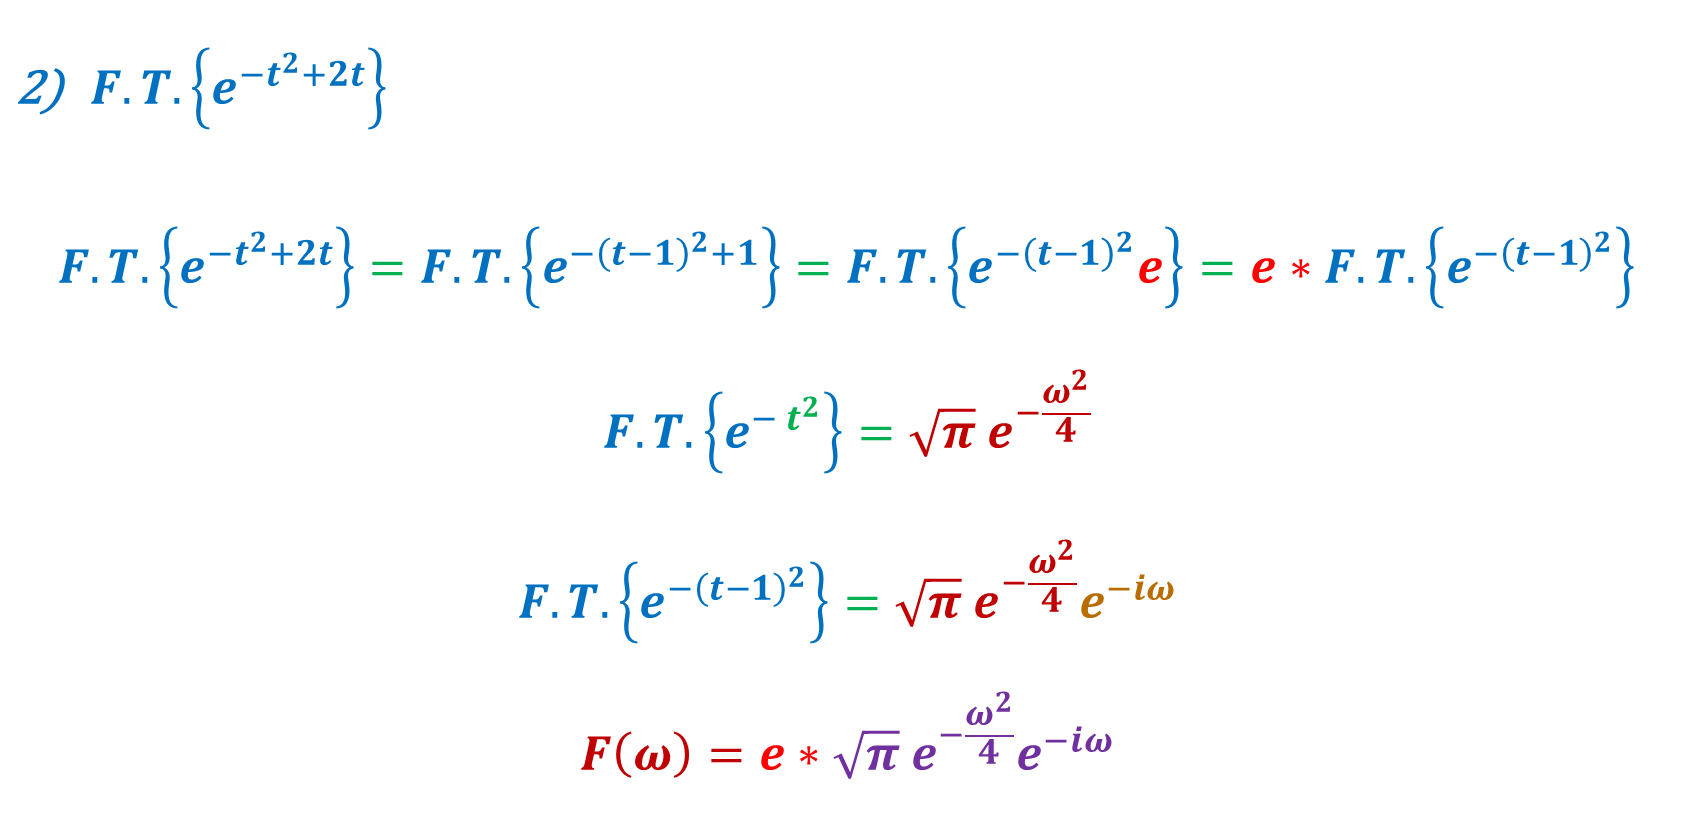 2) F.T.{e^{-t^2+2t}}
F.T.{e^{-t^2+2t}} = F.T.{e^{-(t-1)^2+1}} = F.T.{e^{-(t-1)^2} e} = e * F.T.{e^{-(t-1)^2}}
F.T.{e^{- t^2}} = √π e^{-ω^2/4}
F.T.{e^{-(t-1)^2}} = √π e^{-ω^2/4} e^{-iω}
F(ω) = e * √π e^{-ω^2/4} e^{-iω}